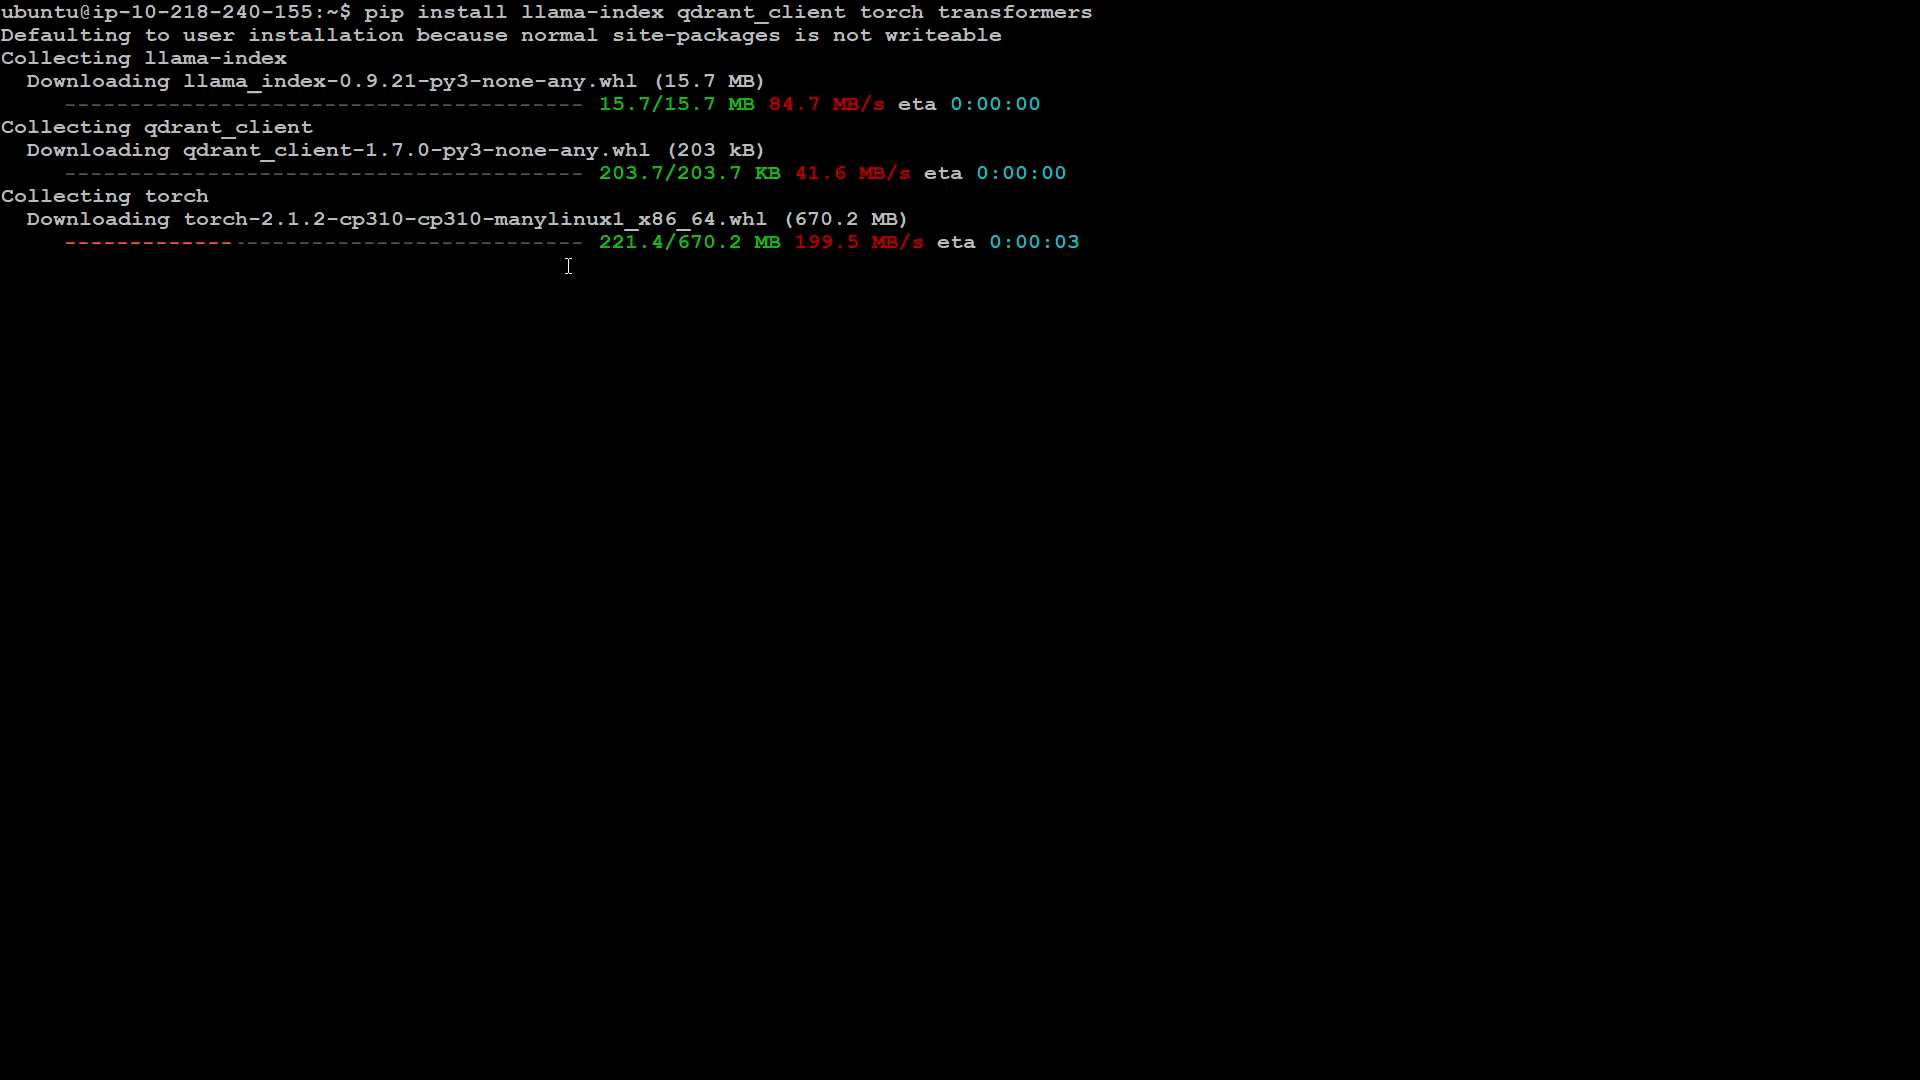 ubuntu@ip-10-218-240-155:~$ pip install llama-index qdrant_client torch transformers
Defaulting to user installation because normal site-packages is not writeable
Collecting llama-index
  Downloading llama_index-0.9.21-py3-none-any.whl (15.7 MB)
     ---------------------------------------- 15.7/15.7 MB 84.7 MB/s eta 0:00:00
Collecting qdrant_client
  Downloading qdrant_client-1.7.0-py3-none-any.whl (203 kB)
     ---------------------------------------- 203.7/203.7 KB 41.6 MB/s eta 0:00:00
Collecting torch
  Downloading torch-2.1.2-cp310-cp310-manylinux1_x86_64.whl (670.2 MB)
     ---------------------------------------- 221.4/670.2 MB 199.5 MB/s eta 0:00:03